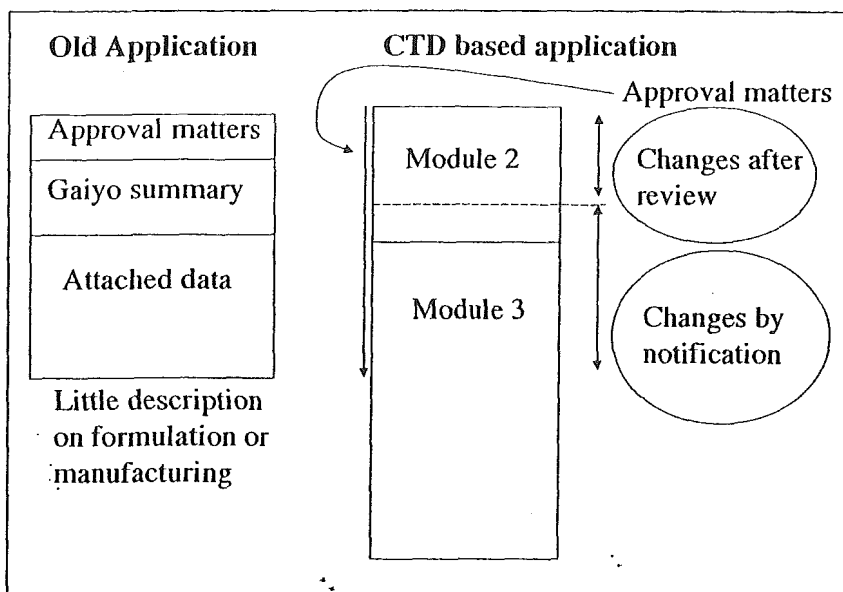 Old Application
Approval matters
Gaiyo summary
Attached data
Little description
on formulation or
manufacturing
CTD based application
Approval matters
Module 2
Changes after
review
Module 3
Changes by
notification